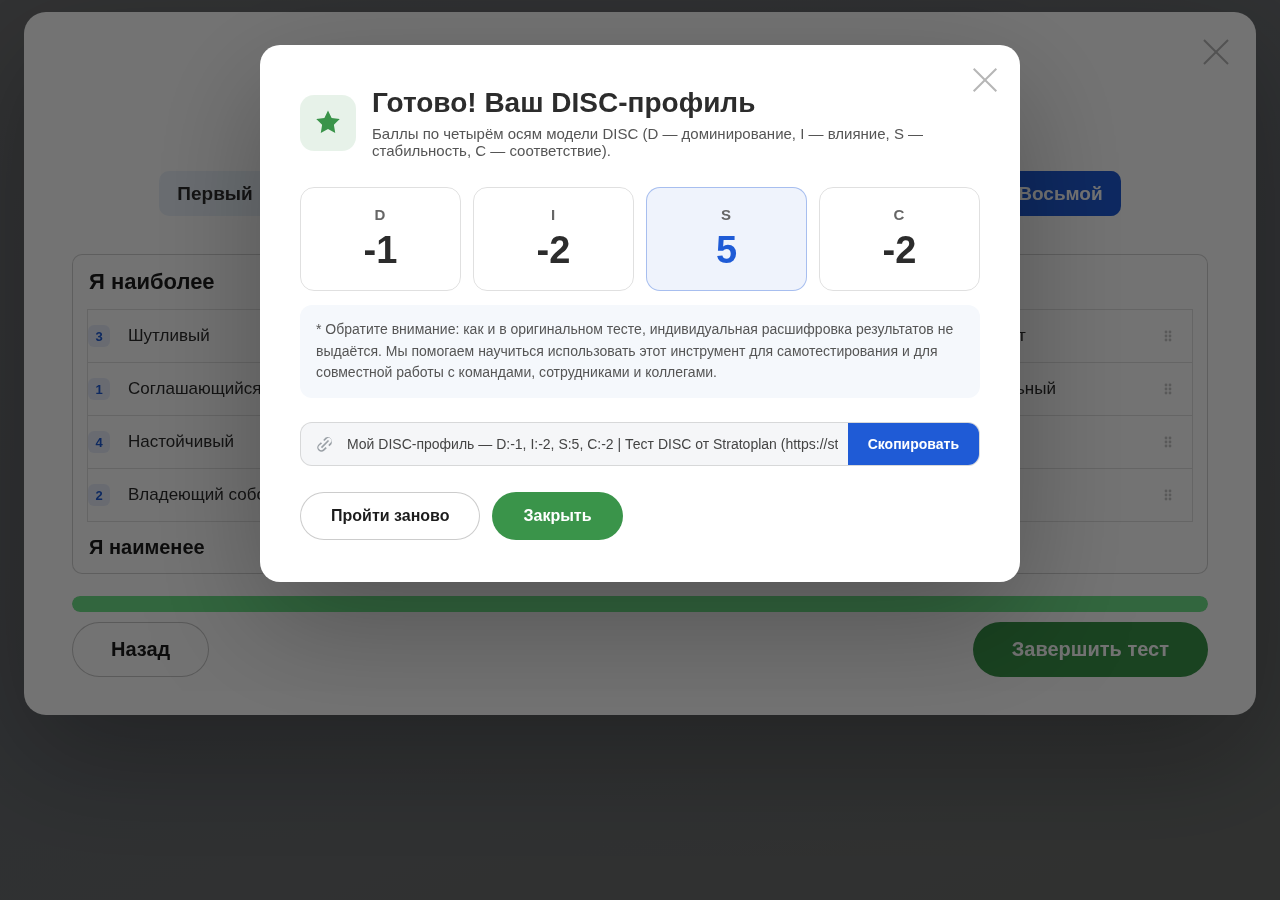 Готово! Ваш DISC-профиль
Баллы по четырём осям модели DISC (D — доминирование, I — влияние, S —
стабильность, C — соответствие).
Первый
Восьмой
D
I
S
C
-1
-2
5
-2
* Обратите внимание: как и в оригинальном тесте, индивидуальная расшифровка результатов не
выдаётся. Мы помогаем научиться использовать этот инструмент для самотестирования и для
совместной работы с командами, сотрудниками и коллегами.
Мой DISC-профиль — D:-1, I:-2, S:5, C:-2 | Тест DISC от Stratoplan (https://st
Скопировать
Пройти заново
Закрыть
Я наиболее
3 Шутливый
1 Соглашающийся
4 Настойчивый
2 Владеющий
Я наименее
Назад
Завершить тест